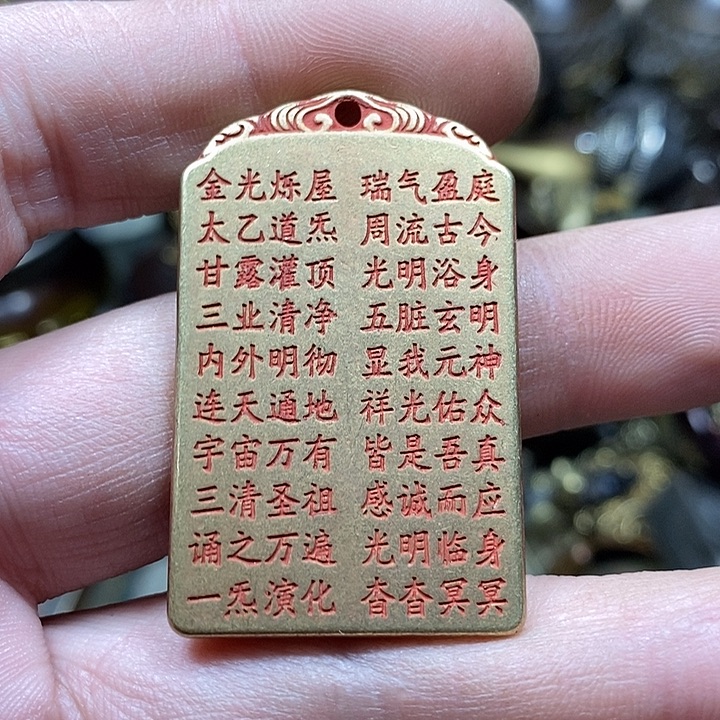 金光烁屋 瑞气盈庭
太乙道炁 周流古今
甘露灌顶 光明浴身
三业清净 五脏玄明
内外明彻 显我元神
连天通地 祥光佑众
宇宙万有 皆是吾真
三清圣祖 感诚而应
诵之万遍 光明临身
一炁演化 杳杳冥冥